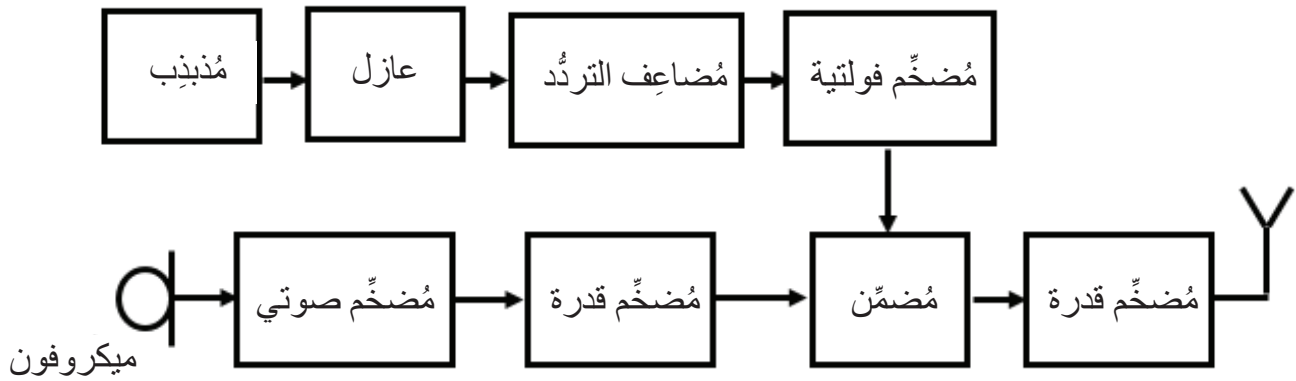 مُذبذِب
عازل
مُضاعِف التردُّد
مُضخِّم فولتية
ميكروفون
مُضخِّم صوتي
مُضخِّم قدرة
مُضمِّن
مُضخِّم قدرة